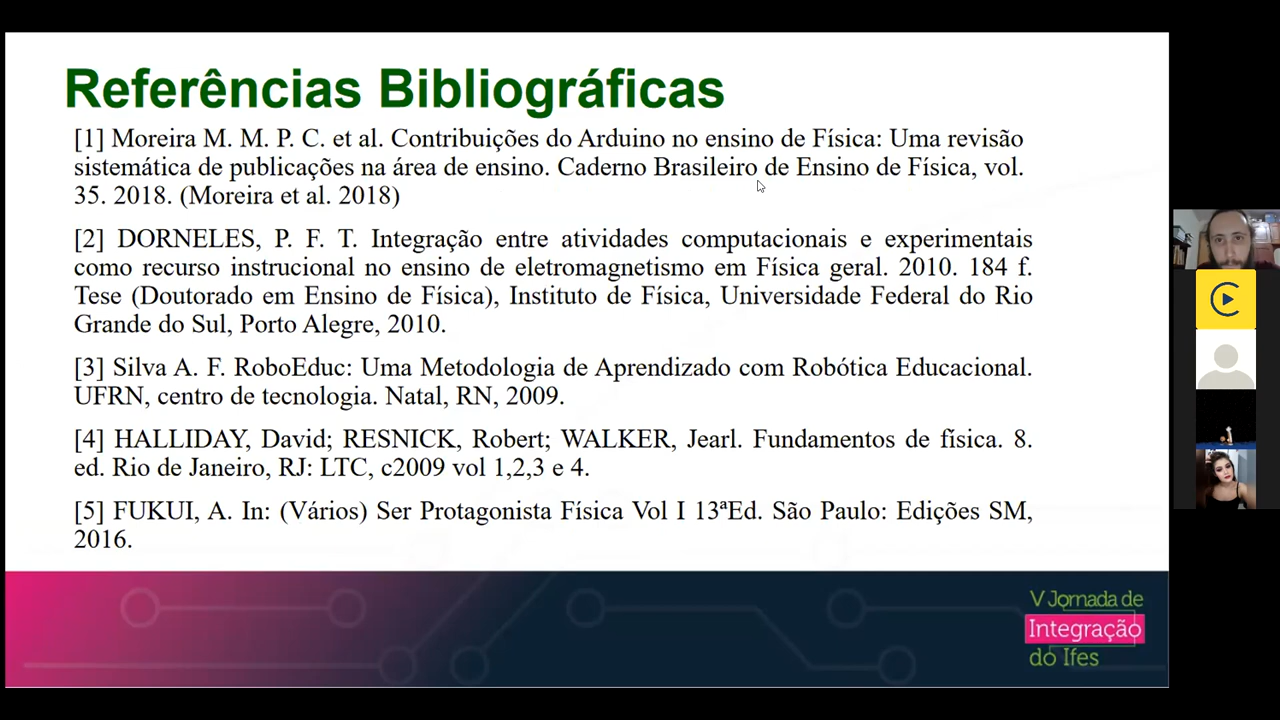 Referências Bibliográficas
[1] Moreira M. M. P. C. et al. Contribuições do Arduino no ensino de Física: Uma revisão
sistemática de publicações na área de ensino. Caderno Brasileiro de Ensino de Física, vol.
35. 2018. (Moreira et al. 2018)
[2] DORNELES, P. F. T. Integração entre atividades computacionais e experimentais
como recurso instrucional no ensino de eletromagnetismo em Física geral. 2010. 184 f.
Tese (Doutorado em Ensino de Física), Instituto de Física, Universidade Federal do Rio
Grande do Sul, Porto Alegre, 2010.
[3] Silva A. F. RoboEduc: Uma Metodologia de Aprendizado com Robótica Educacional.
UFRN, centro de tecnologia. Natal, RN, 2009.
[4] HALLIDAY, David; RESNICK, Robert; WALKER, Jearl. Fundamentos de física. 8.
ed. Rio de Janeiro, RJ: LTC, c2009 vol 1,2,3 e 4.
[5] FUKUI, A. In: (Vários) Ser Protagonista Física Vol I 13ªEd. São Paulo: Edições SM,
2016.
V Jornada de
Integração
do Ifes